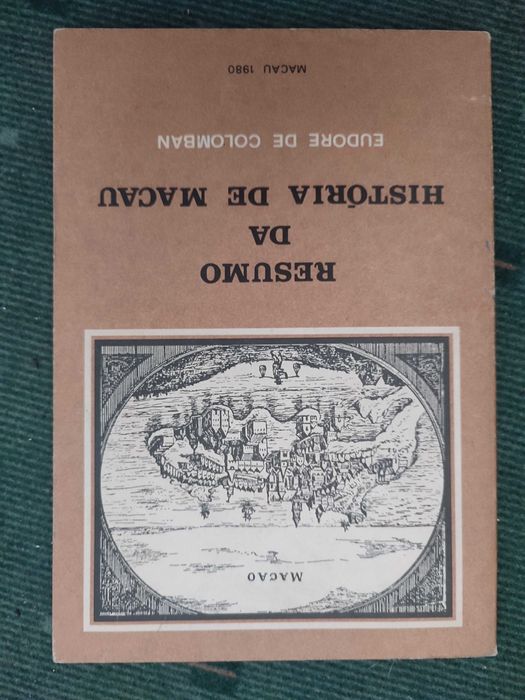 MACAO
RESUMO
DA
HISTÓRIA DE MACAU
EUDORE DE COLOMBAN
MACAU 1980